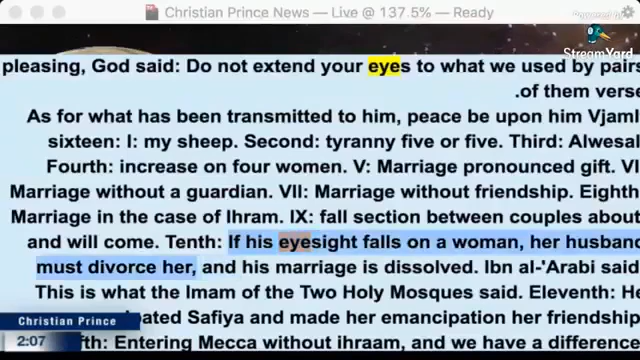 Christian Prince News — Live @ 137.5% — Ready
StreamYard
pleasing, God said: Do not extend your eyes to what we used by pairs
.of them verse
As for what has been transmitted to him, peace be upon him Vjaml
sixteen: I: my sheep. Second: tyranny five or five. Third: Alwesal
Fourth: increase on four women. V: Marriage pronounced gift. VI
Marriage without a guardian. VII: Marriage without friendship. Eighth
Marriage in the case of Ihram. IX: fall section between couples about
and will come. Tenth: If his eyesight falls on a woman, her husband
must divorce her, and his marriage is dissolved. Ibn al-'Arabi said
This is what the Imam of the Two Holy Mosques said. Eleventh: He
Christian Prince
ated Safiya and made her emancipation her friendship
2:07
fth: Entering Mecca without ihraam, and we have a difference